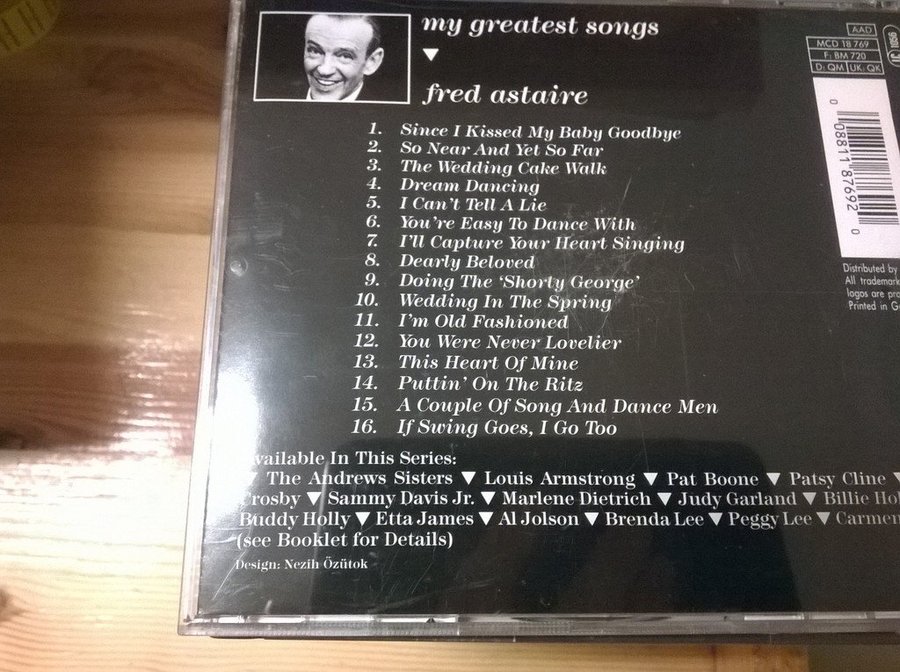 my greatest songs
fred astaire
1. Since I Kissed My Baby Goodbye
2. So Near And Yet So Far
3. The Wedding Cake Walk
4. Dream Dancing
5. I Can't Tell A Lie
6. You're Easy To Dance With
7. I'll Capture Your Heart Singing
8. Dearly Beloved
9. Doing The 'Shorty George'
10. Wedding In The Spring
11. I'm Old Fashioned
12. You Were Never Lovelier
13. This Heart Of Mine
14. Puttin' On The Ritz
15. A Couple Of Song And Dance Men
16. If Swing Goes, I Go Too
Available In This Series:
▼ The Andrews Sisters ▼ Louis Armstrong ▼ Pat Boone ▼ Patsy Cline ▼
Crosby ▼ Sammy Davis Jr. ▼ Marlene Dietrich ▼ Judy Garland ▼ Billie Hol
Buddy Holly ▼ Etta James ▼ Al Jolson ▼ Brenda Lee ▼ Peggy Lee ▼ Carmen
(see Booklet for Details)
Design: Nezih Özütok
AAD
MCD 18 769
F: BM 720
D: QM UK: QK
IC 1056
0 08811 87692 0
Distributed by
All trademark
logos are pro
Printed in G